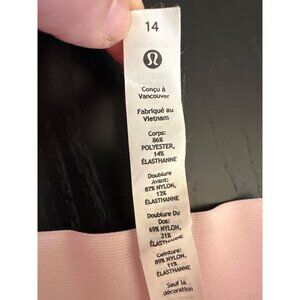 14
Conçu à
Vancouver
Fabriqué au
Vietnam
Corps:
86%
POLYESTER,
14%
ÉLASTHANNE
Doublure
Avant:
87% NYLON,
13%
ÉLASTHANNE
Doublure Du
Dos:
69% NYLON,
31%
ÉLASTHANNE
Ceinture:
89% NYLON,
11%
ÉLASTHANNE
Sauf la
décoration